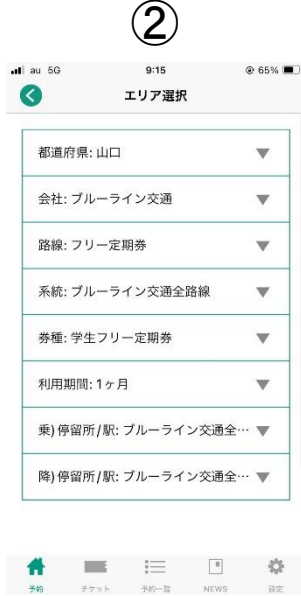 ②
au 5G 9:15 65%
エリア選択
都道府県: 山口
会社: ブルーライン交通
路線: フリー定期券
系統: ブルーライン交通全路線
券種: 学生フリー定期券
利用期間: 1ヶ月
乗) 停留所/駅: ブルーライン交通全…
降) 停留所/駅: ブルーライン交通全…
予約 チケット 予約一覧 NEWS 設定